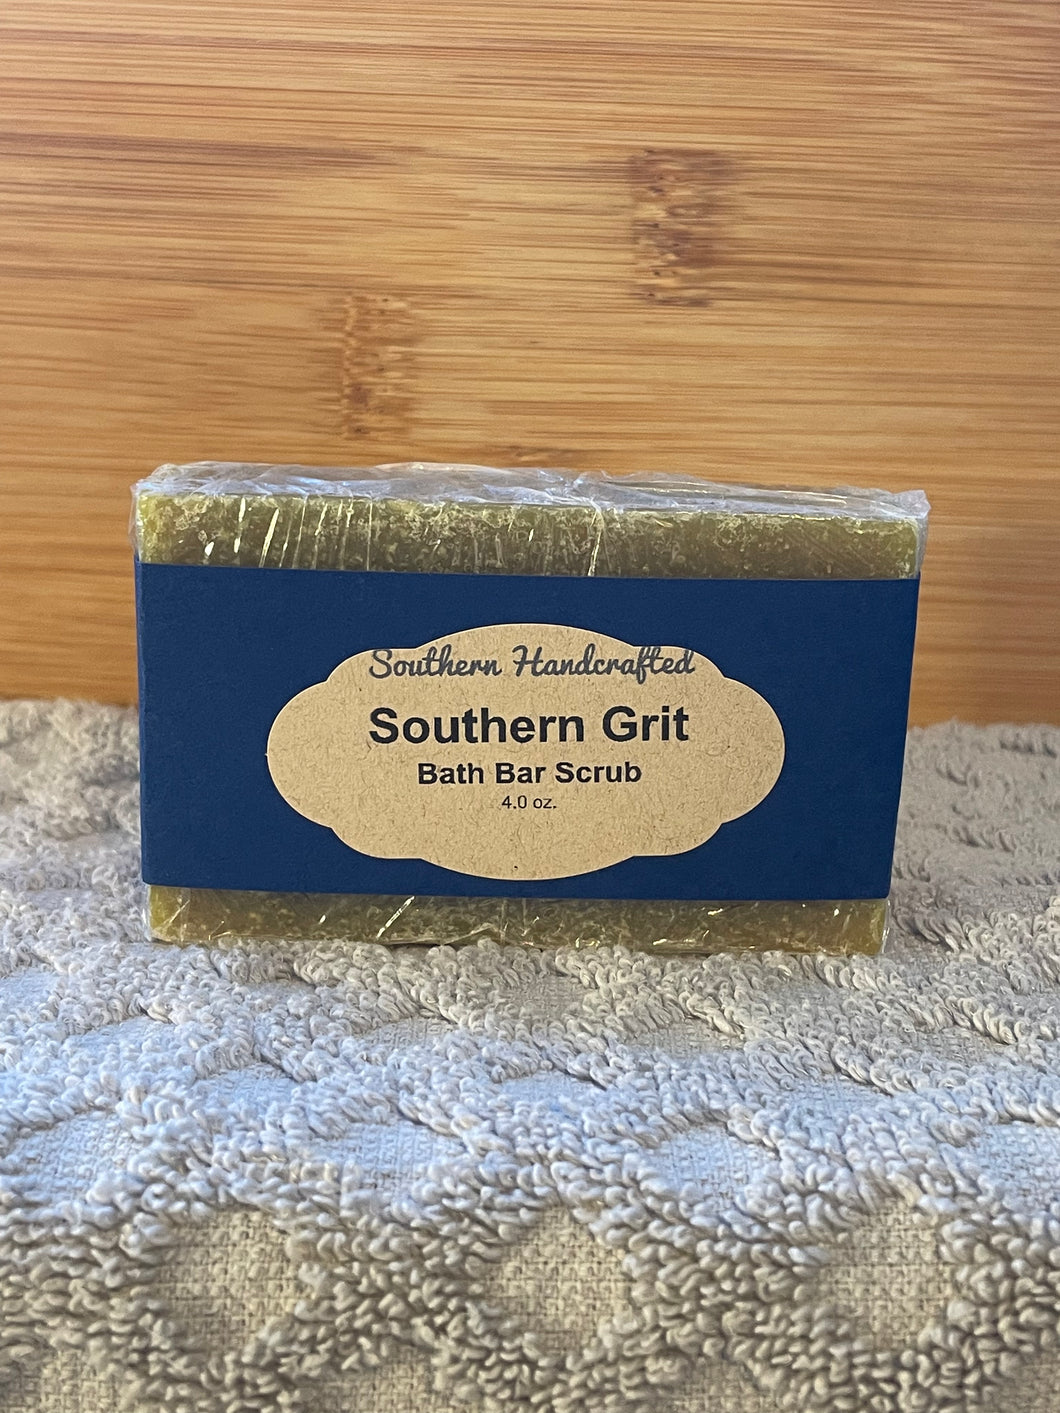 Southern Handcrafted
Southern Grit
Bath Bar Scrub
4.0 oz.